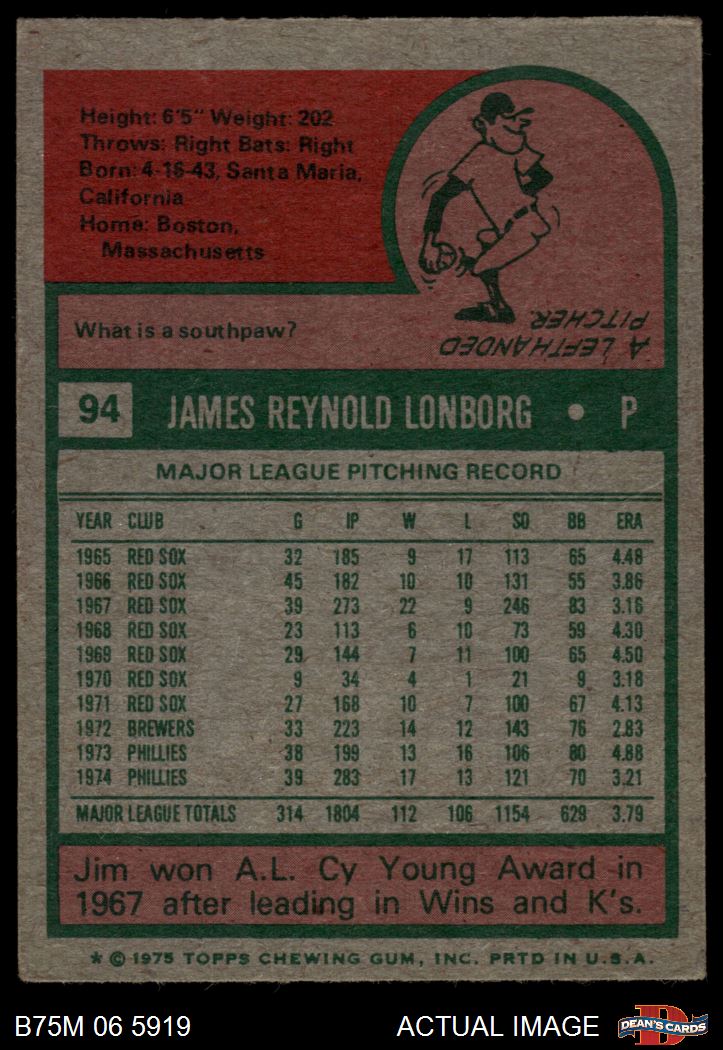 Height: 6'5" Weight: 202
Throws: Right Bats: Right
Born: 4-16-43, Santa Maria,
California
Home: Boston,
Massachusetts
What is a southpaw?
A LEFTHANDED
PITCHER.
94 JAMES REYNOLD LONBORG • P
MAJOR LEAGUE PITCHING RECORD
YEAR CLUB G IP W L SO BB ERA
1965 RED SOX 32 185 9 17 113 65 4.48
1966 RED SOX 45 182 10 10 131 55 3.86
1967 RED SOX 39 273 22 9 246 83 3.16
1968 RED SOX 23 113 6 10 73 59 4.30
1969 RED SOX 29 144 7 11 100 65 4.50
1970 RED SOX 9 34 4 1 21 9 3.18
1971 RED SOX 27 168 10 7 100 67 4.13
1972 BREWERS 33 223 14 12 143 76 2.83
1973 PHILLIES 38 199 13 16 106 80 4.88
1974 PHILLIES 39 283 17 13 121 70 3.21
MAJOR LEAGUE TOTALS 314 1804 112 106 1154 629 3.79
Jim won A.L. Cy Young Award in
1967 after leading in Wins and K's.
* © 1975 TOPPS CHEWING GUM, INC. PRTD IN U.S.A.
B75M 06 5919 ACTUAL IMAGE D DEAN'S CARDS